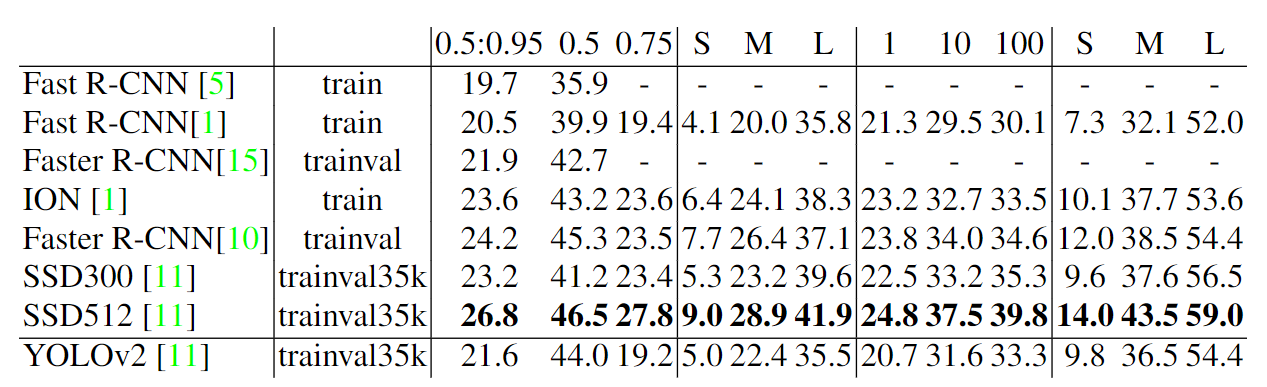 0.5:0.95 0.5 0.75 S M L 1 10 100 S M L
Fast R-CNN [5] train 19.7 35.9 - - - - - - - - - -
Fast R-CNN[1] train 20.5 39.9 19.4 4.1 20.0 35.8 21.3 29.5 30.1 7.3 32.1 52.0
Faster R-CNN[15] trainval 21.9 42.7 - - - - - - - - - -
ION [1] train 23.6 43.2 23.6 6.4 24.1 38.3 23.2 32.7 33.5 10.1 37.7 53.6
Faster R-CNN[10] trainval 24.2 45.3 23.5 7.7 26.4 37.1 23.8 34.0 34.6 12.0 38.5 54.4
SSD300 [11] trainval35k 23.2 41.2 23.4 5.3 23.2 39.6 22.5 33.2 35.3 9.6 37.6 56.5
SSD512 [11] trainval35k 26.8 46.5 27.8 9.0 28.9 41.9 24.8 37.5 39.8 14.0 43.5 59.0
YOLOv2 [11] trainval35k 21.6 44.0 19.2 5.0 22.4 35.5 20.7 31.6 33.3 9.8 36.5 54.4